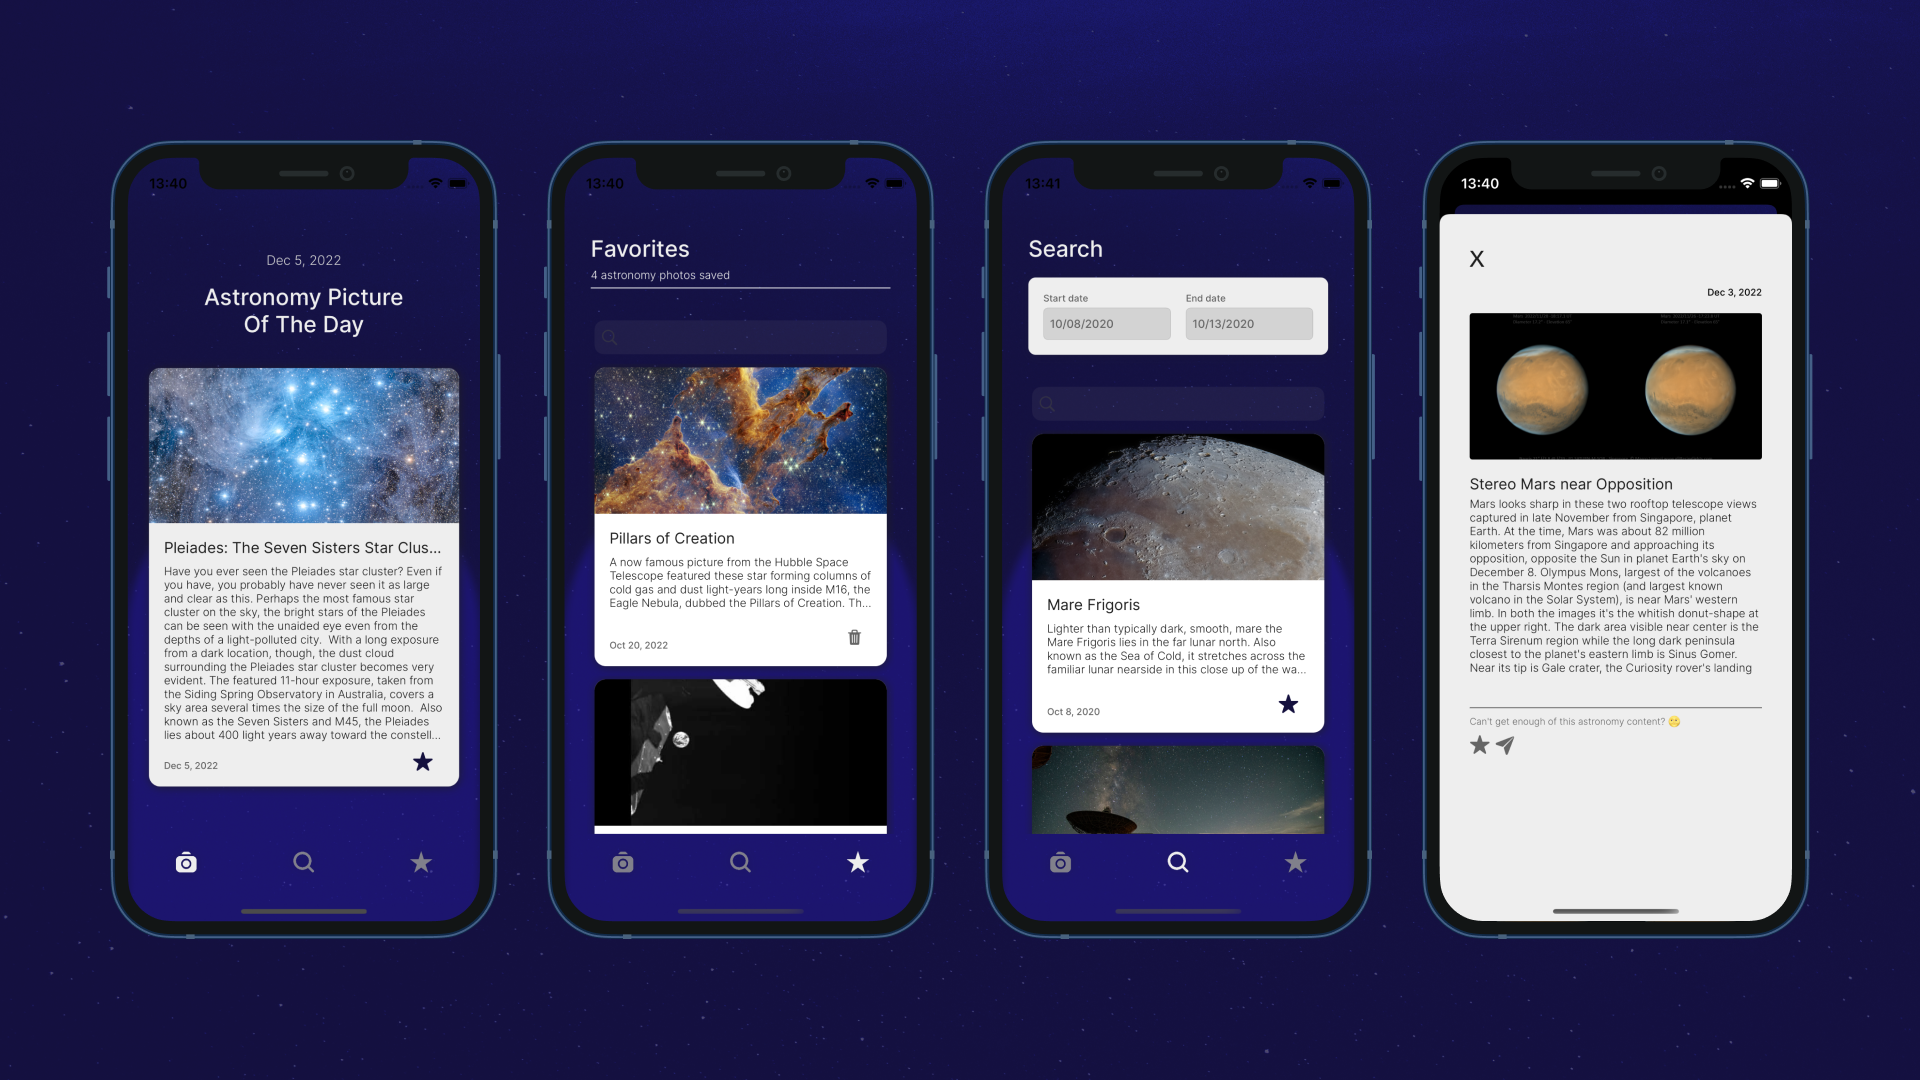 13:40
Dec 5, 2022
Astronomy Picture
Of The Day
Pleiades: The Seven Sisters Star Clus...
Have you ever seen the Pleiades star cluster? Even if
you have, you probably have never seen it as large
and clear as this. Perhaps the most famous star
cluster on the sky, the bright stars of the Pleiades
can be seen with the unaided eye even from the
depths of a light-polluted city.  With a long exposure
from a dark location, though, the dust cloud
surrounding the Pleiades star cluster becomes very
evident. The featured 11-hour exposure, taken from
the Siding Spring Observatory in Australia, covers a
sky area several times the size of the full moon.  Also
known as the Seven Sisters and M45, the Pleiades
lies about 400 light years away toward the constell...
Dec 5, 2022
13:40
Favorites
4 astronomy photos saved
Pillars of Creation
A now famous picture from the Hubble Space
Telescope featured these star forming columns of
cold gas and dust light-years long inside M16, the
Eagle Nebula, dubbed the Pillars of Creation. Th...
Oct 20, 2022
13:41
Search
Start date
End date
10/08/2020
10/13/2020
Mare Frigoris
Lighter than typically dark, smooth, mare the
Mare Frigoris lies in the far lunar north. Also
known as the Sea of Cold, it stretches across the
familiar lunar nearside in this close up of the wa...
Oct 8, 2020
13:40
X
Dec 3, 2022
Stereo Mars near Opposition
Mars looks sharp in these two rooftop telescope views
captured in late November from Singapore, planet
Earth. At the time, Mars was about 82 million
kilometers from Singapore and approaching its
opposition, opposite the Sun in planet Earth's sky on
December 8. Olympus Mons, largest of the volcanoes
in the Tharsis Montes region (and largest known
volcano in the Solar System), is near Mars' western
limb. In both the images it's the whitish donut-shape at
the upper right. The dark area visible near center is the
Terra Sirenum region while the long dark peninsula
closest to the planet's eastern limb is Sinus Gomer.
Near its tip is Gale crater, the Curiosity rover's landing
Can't get enough of this astronomy content? 🙄